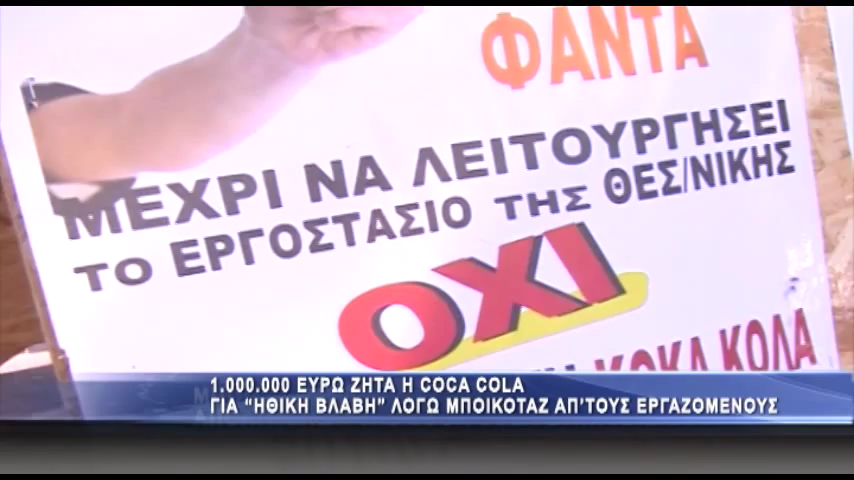 ΦΑΝΤΑ
ΜΕΧΡΙ ΝΑ ΛΕΙΤΟΥΡΓΗΣΕΙ
ΤΟ ΕΡΓΟΣΤΑΣΙΟ ΤΗΣ ΘΕΣ/ΝΙΚΗΣ
ΟΧΙ
ΚΟΚΑ ΚΟΛΑ
1.000.000 ΕΥΡΩ ΖΗΤΑ Η COCA COLA
ΓΙΑ "ΗΘΙΚΗ ΒΛΑΒΗ" ΛΟΓΩ ΜΠΟΙΚΟΤΑΖ ΑΠ'ΤΟΥΣ ΕΡΓΑΖΟΜΕΝΟΥΣ